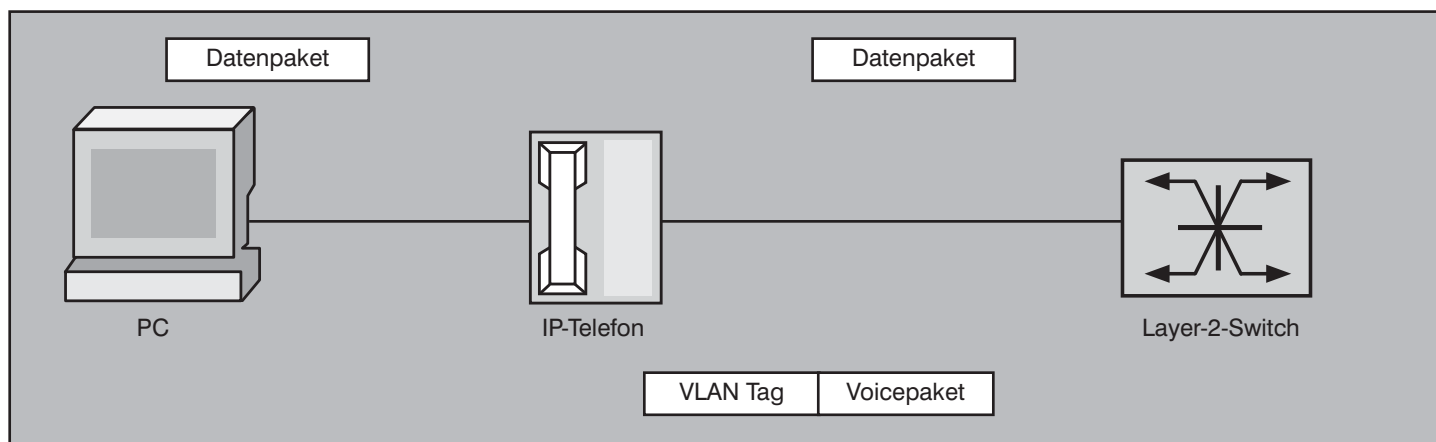 Datenpaket
Datenpaket
PC
IP-Telefon
Layer-2-Switch
VLAN Tag
Voicepaket